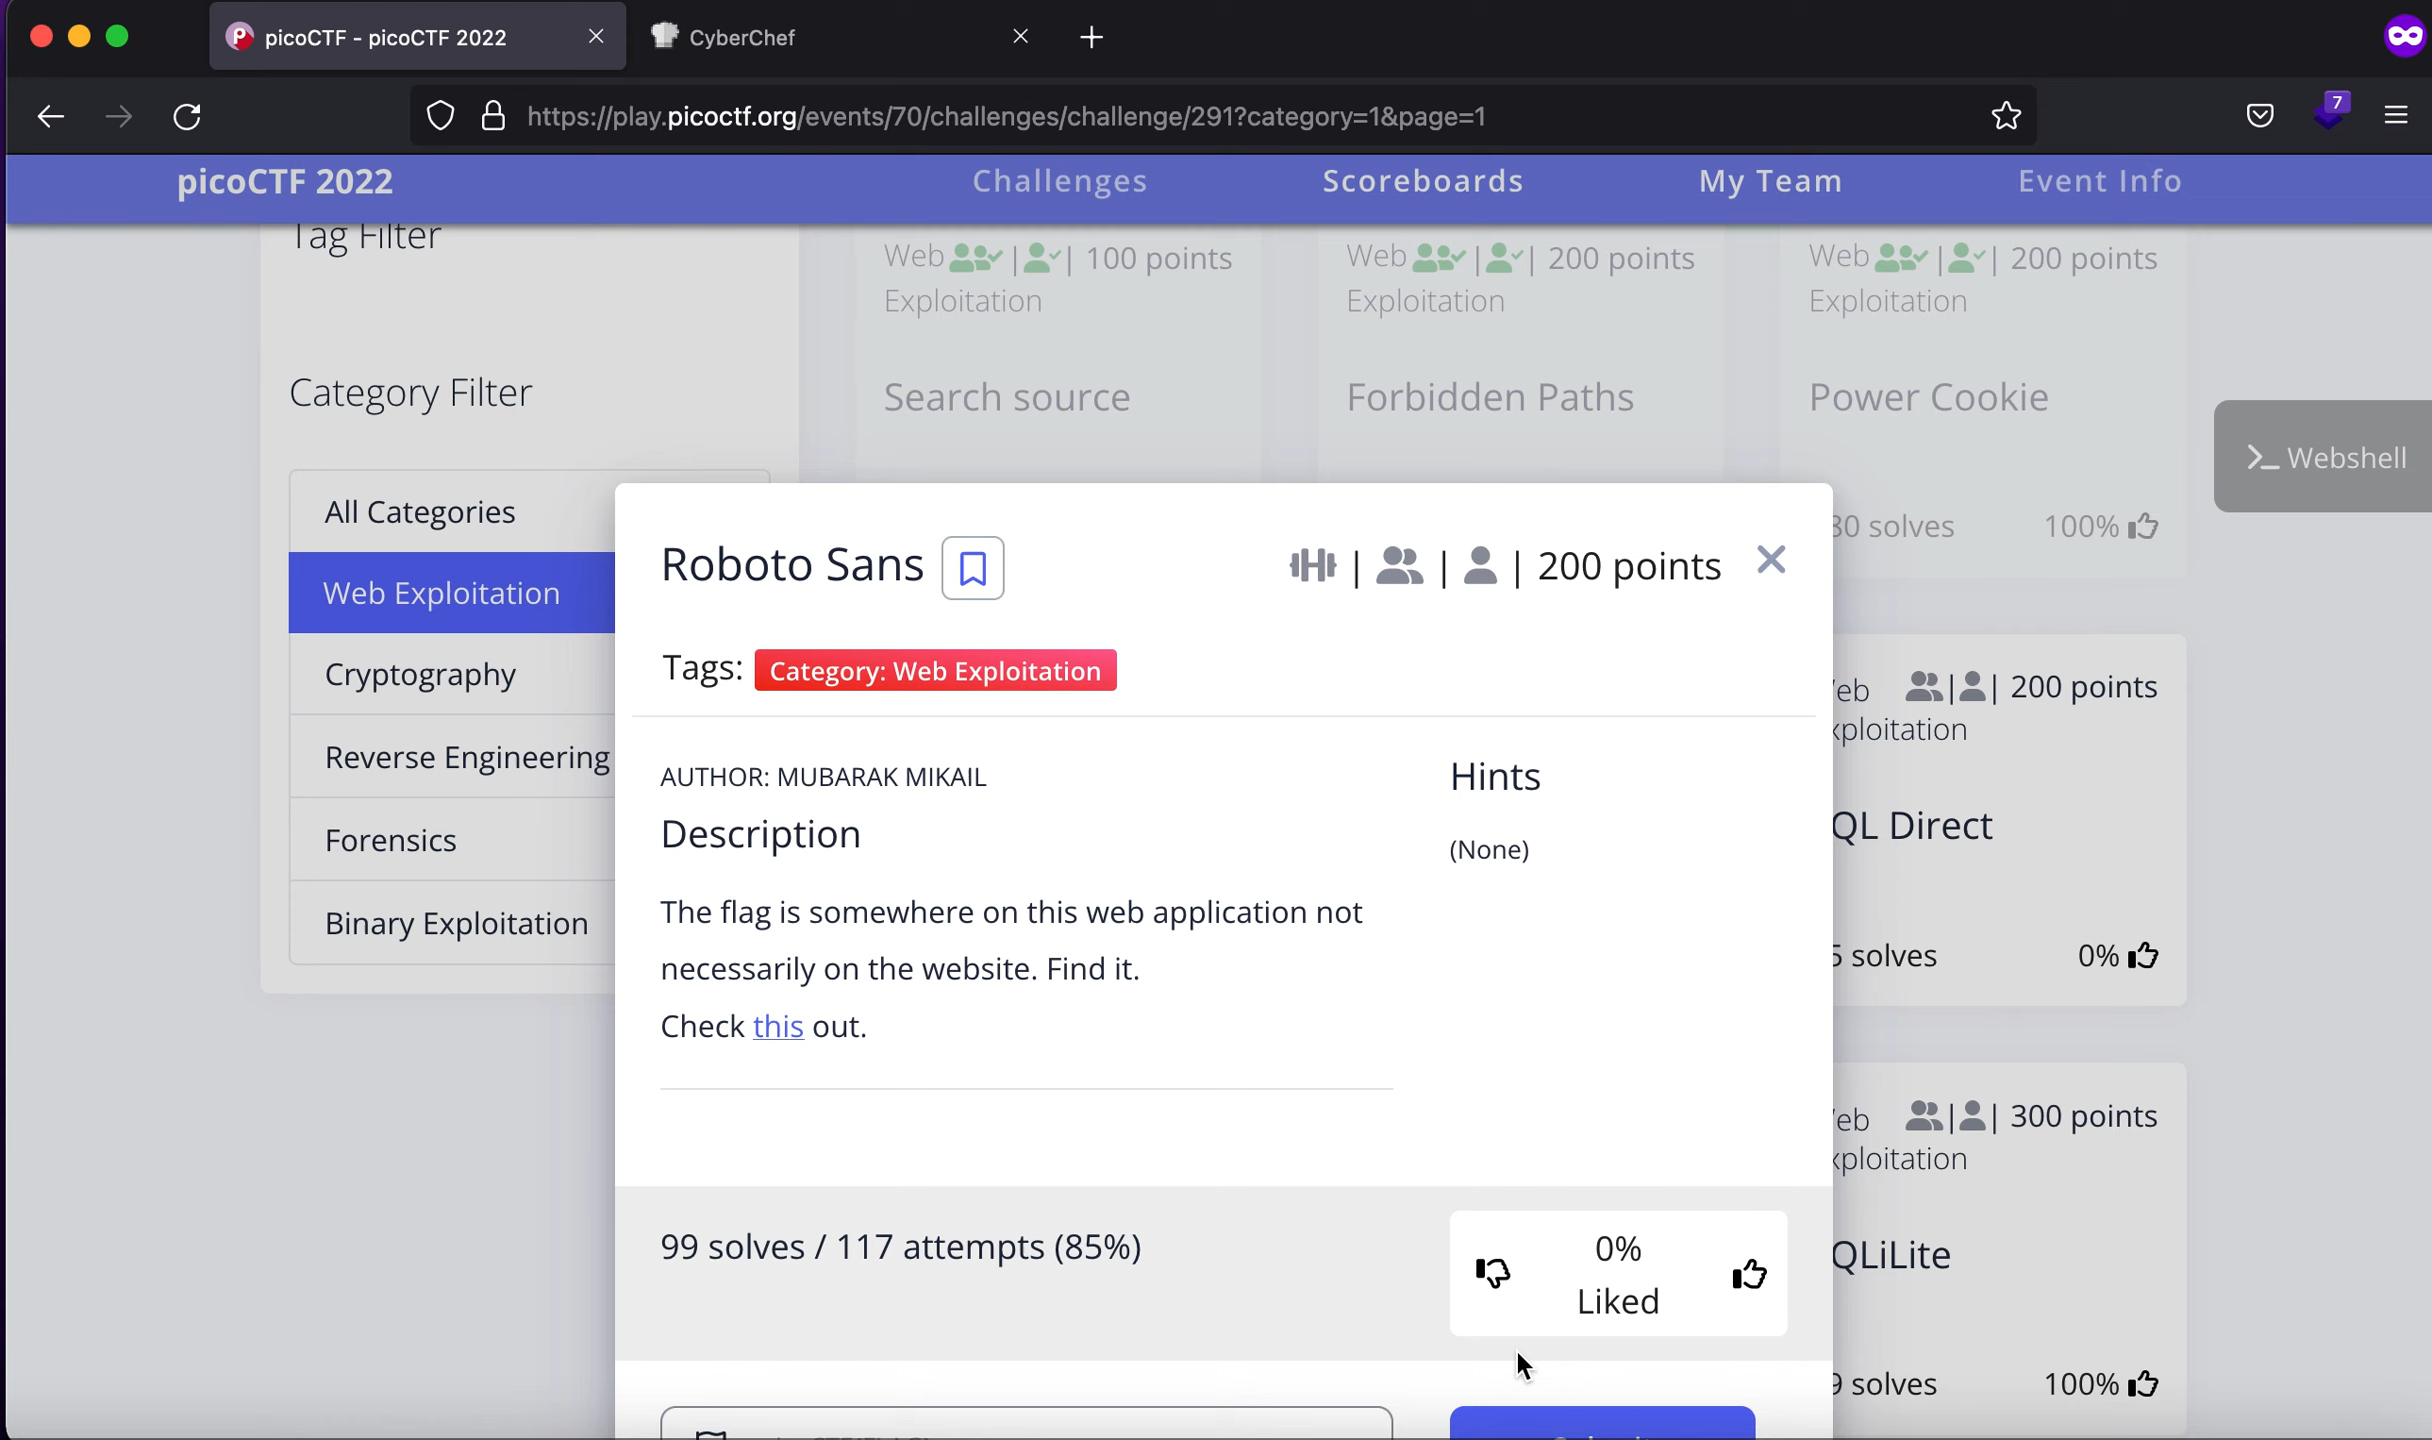 picoCTF - picoCTF 2022
CyberChef
https://play.picoctf.org/events/70/challenges/challenge/291?category=1&page=1
7
picoCTF 2022
Challenges
Scoreboards
My Team
Event Info
Tag Filter
Category Filter
All Categories
Web Exploitation
Cryptography
Reverse Engineering
Forensics
Binary Exploitation
Web | | 100 points
Exploitation
Search source
Web | | 200 points
Exploitation
Forbidden Paths
Web | | 200 points
Exploitation
Power Cookie
solves 100%
Webshell
Roboto Sans
| | | 200 points
Tags: Category: Web Exploitation
AUTHOR: MUBARAK MIKAIL
Description
The flag is somewhere on this web application not
necessarily on the website. Find it.
Check this out.
Hints
(None)
99 solves / 117 attempts (85%)
0%
Liked
eb | | 200 points
xploitation
QL Direct
5 solves 0%
eb | | 300 points
xploitation
QLiLite
9 solves 100%